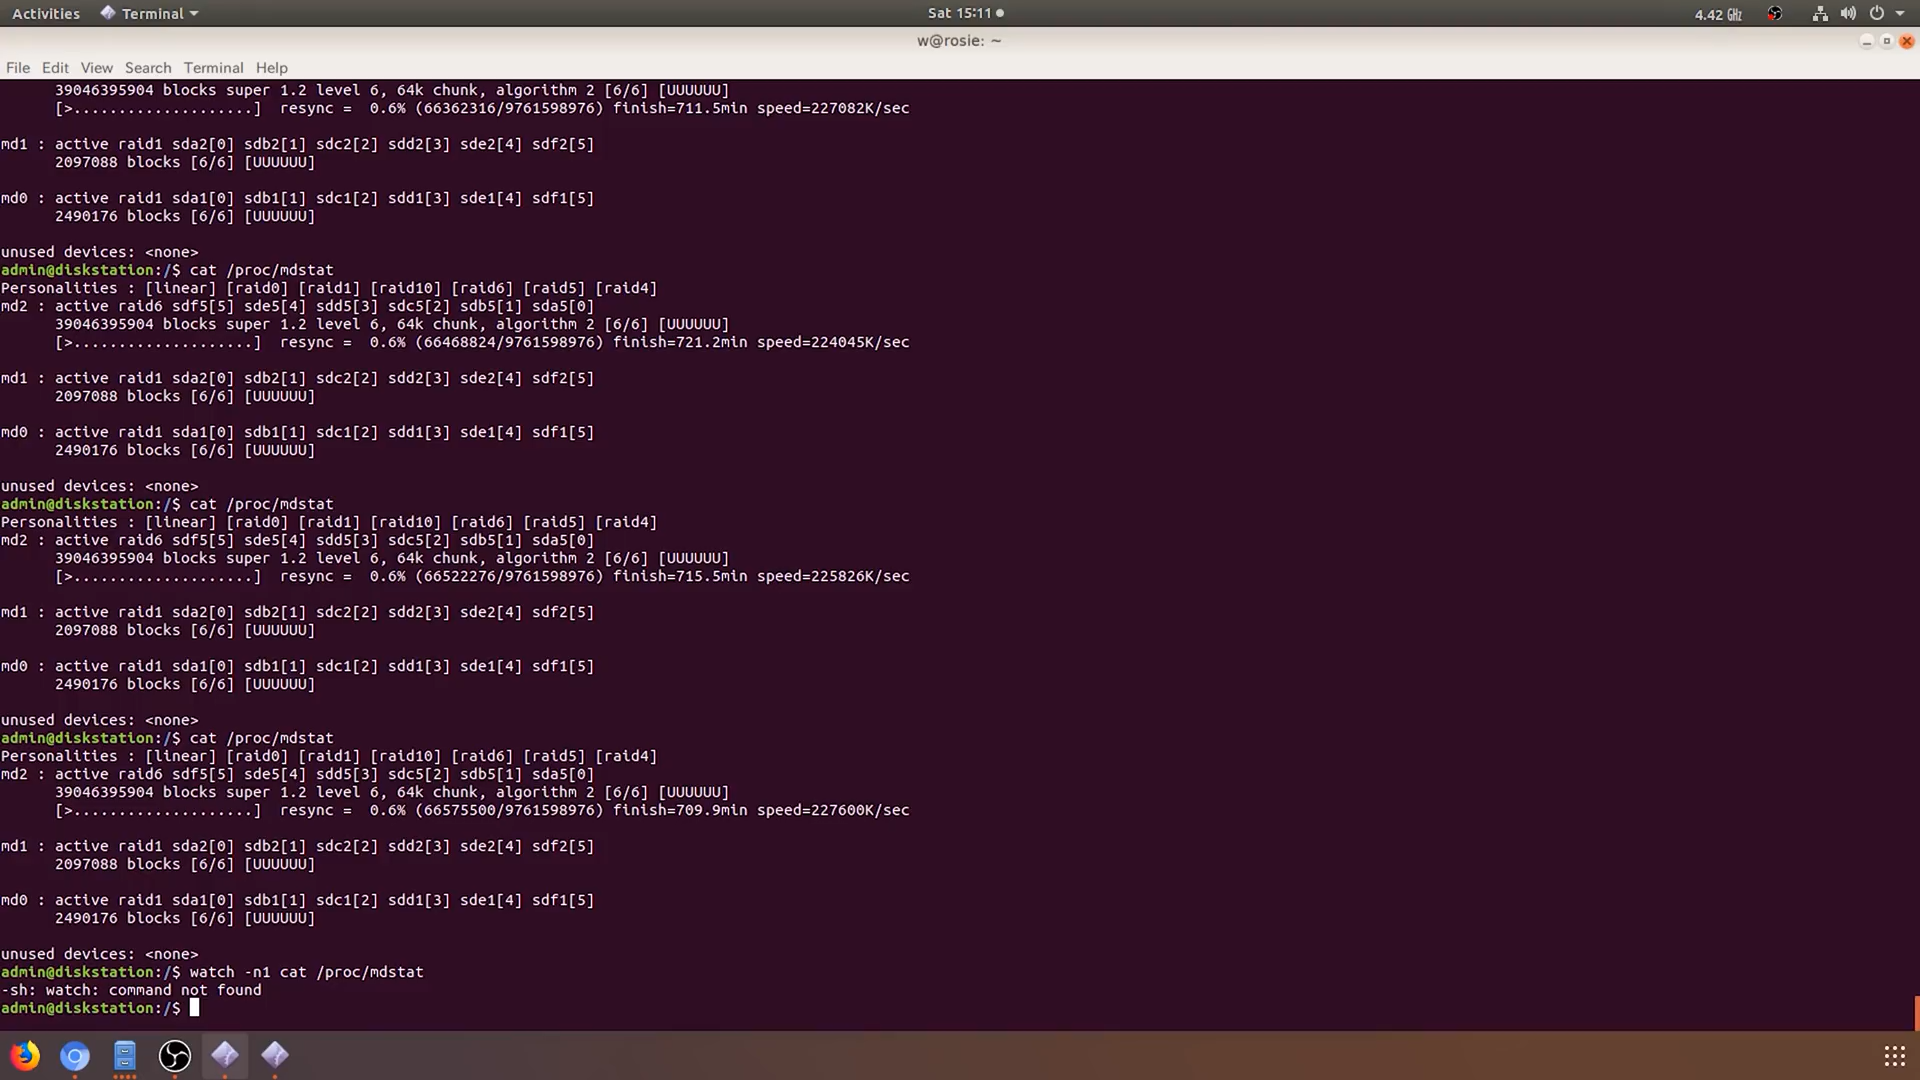 Activities Terminal Sat 15:11 4.42 GHz
w@rosie: ~
File Edit View Search Terminal Help
39046395904 blocks super 1.2 level 6, 64k chunk, algorithm 2 [6/6] [UUUUUU]
[>....................] resync = 0.6% (66362316/9761598976) finish=711.5min speed=227082K/sec
md1 : active raid1 sda2[0] sdb2[1] sdc2[2] sdd2[3] sde2[4] sdf2[5]
2097088 blocks [6/6] [UUUUUU]
md0 : active raid1 sda1[0] sdb1[1] sdc1[2] sdd1[3] sde1[4] sdf1[5]
2490176 blocks [6/6] [UUUUUU]
unused devices: <none>
admin@diskstation:/$ cat /proc/mdstat
Personalities : [linear] [raid0] [raid1] [raid10] [raid6] [raid5] [raid4]
md2 : active raid6 sdf5[5] sde5[4] sdd5[3] sdc5[2] sdb5[1] sda5[0]
39046395904 blocks super 1.2 level 6, 64k chunk, algorithm 2 [6/6] [UUUUUU]
[>....................] resync = 0.6% (66468824/9761598976) finish=721.2min speed=224045K/sec
md1 : active raid1 sda2[0] sdb2[1] sdc2[2] sdd2[3] sde2[4] sdf2[5]
2097088 blocks [6/6] [UUUUUU]
md0 : active raid1 sda1[0] sdb1[1] sdc1[2] sdd1[3] sde1[4] sdf1[5]
2490176 blocks [6/6] [UUUUUU]
unused devices: <none>
admin@diskstation:/$ cat /proc/mdstat
Personalities : [linear] [raid0] [raid1] [raid10] [raid6] [raid5] [raid4]
md2 : active raid6 sdf5[5] sde5[4] sdd5[3] sdc5[2] sdb5[1] sda5[0]
39046395904 blocks super 1.2 level 6, 64k chunk, algorithm 2 [6/6] [UUUUUU]
[>....................] resync = 0.6% (66522276/9761598976) finish=715.5min speed=225826K/sec
md1 : active raid1 sda2[0] sdb2[1] sdc2[2] sdd2[3] sde2[4] sdf2[5]
2097088 blocks [6/6] [UUUUUU]
md0 : active raid1 sda1[0] sdb1[1] sdc1[2] sdd1[3] sde1[4] sdf1[5]
2490176 blocks [6/6] [UUUUUU]
unused devices: <none>
admin@diskstation:/$ cat /proc/mdstat
Personalities : [linear] [raid0] [raid1] [raid10] [raid6] [raid5] [raid4]
md2 : active raid6 sdf5[5] sde5[4] sdd5[3] sdc5[2] sdb5[1] sda5[0]
39046395904 blocks super 1.2 level 6, 64k chunk, algorithm 2 [6/6] [UUUUUU]
[>....................] resync = 0.6% (66575500/9761598976) finish=709.9min speed=227600K/sec
md1 : active raid1 sda2[0] sdb2[1] sdc2[2] sdd2[3] sde2[4] sdf2[5]
2097088 blocks [6/6] [UUUUUU]
md0 : active raid1 sda1[0] sdb1[1] sdc1[2] sdd1[3] sde1[4] sdf1[5]
2490176 blocks [6/6] [UUUUUU]
unused devices: <none>
admin@diskstation:/$ watch -n1 cat /proc/mdstat
-sh: watch: command not found
admin@diskstation:/$